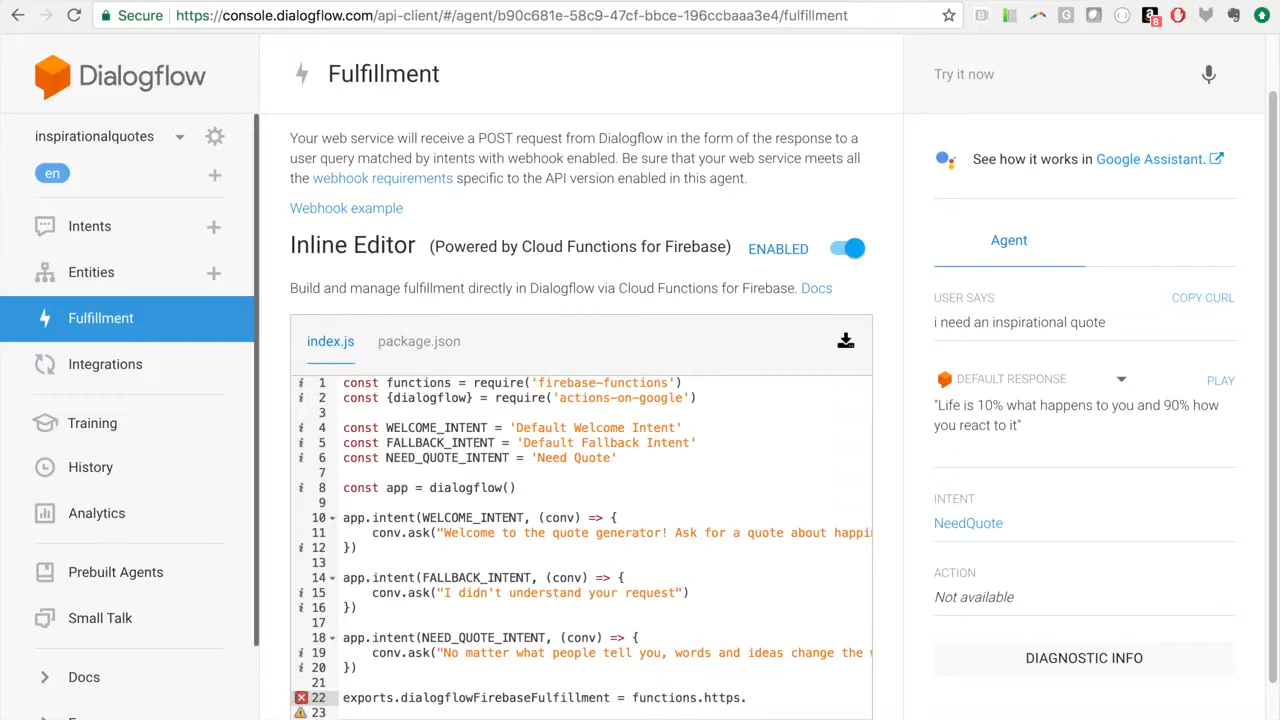 Secure
https://console.dialogflow.com/api-client/#/agent/b90c681e-58c9-47cf-bbce-196ccbaaa3e4/fulfillment
8
Dialogflow
inspirationalquotes
en
Intents
Entities
Fulfillment
Integrations
Training
History
Analytics
Prebuilt Agents
Small Talk
Docs
Fulfillment
Your web service will receive a POST request from Dialogflow in the form of the response to a
user query matched by intents with webhook enabled. Be sure that your web service meets all
the webhook requirements specific to the API version enabled in this agent.
Webhook example
Inline Editor (Powered by Cloud Functions for Firebase) ENABLED
Build and manage fulfillment directly in Dialogflow via Cloud Functions for Firebase. Docs
index.js package.json
1 const functions = require('firebase-functions')
2 const {dialogflow} = require('actions-on-google')
3
4 const WELCOME_INTENT = 'Default Welcome Intent'
5 const FALLBACK_INTENT = 'Default Fallback Intent'
6 const NEED_QUOTE_INTENT = 'Need Quote'
7
8 const app = dialogflow()
9
10 app.intent(WELCOME_INTENT, (conv) => {
11 conv.ask("Welcome to the quote generator! Ask for a quote about happi
12 })
13
14 app.intent(FALLBACK_INTENT, (conv) => {
15 conv.ask("I didn't understand your request")
16 })
17
18 app.intent(NEED_QUOTE_INTENT, (conv) => {
19 conv.ask("No matter what people tell you, words and ideas change the w
20 })
21
22 exports.dialogflowFirebaseFulfillment = functions.https.
23
Try it now
See how it works in Google Assistant.
Agent
USER SAYS COPY CURL
i need an inspirational quote
DEFAULT RESPONSE PLAY
"Life is 10% what happens to you and 90% how
you react to it"
INTENT
NeedQuote
ACTION
Not available
DIAGNOSTIC INFO